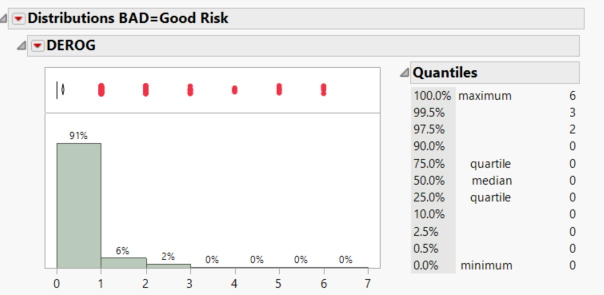 Distributions BAD=Good Risk
DEROG
Quantiles
100.0% maximum 6
99.5% 3
97.5% 2
90.0% 0
75.0% quartile 0
50.0% median 0
25.0% quartile 0
10.0% 0
2.5% 0
0.5% 0
0.0% minimum 0
91%
6%
2%
0%
0%
0%
0%
0 1 2 3 4 5 6 7